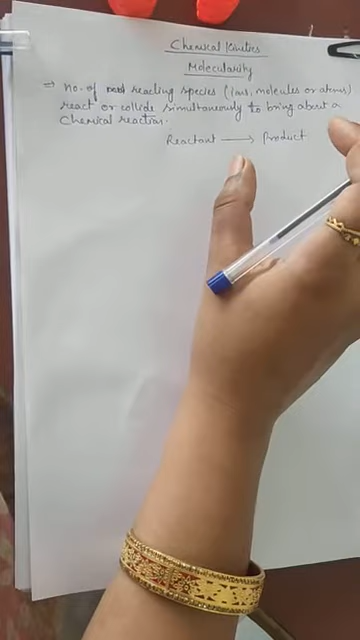 Chemical Kinetics
Molecularity
→ No. of reacting species (ions, molecules or atoms)
react or collide simultaneously to bring about a
Chemical reaction.
Reactant → Product